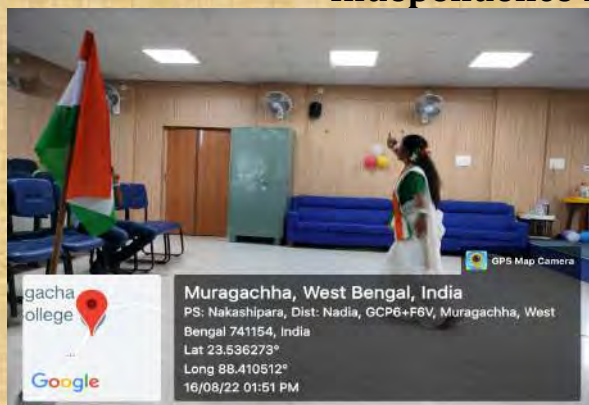 gacha
ollege
Google
GPS Map Camera
Muragachha, West Bengal, India
PS: Nakashipara, Dist: Nadia, GCP6+F6V, Muragachha, West
Bengal 741154, India
Lat 23.536273°
Long 88.410512°
16/08/22 01:51 PM